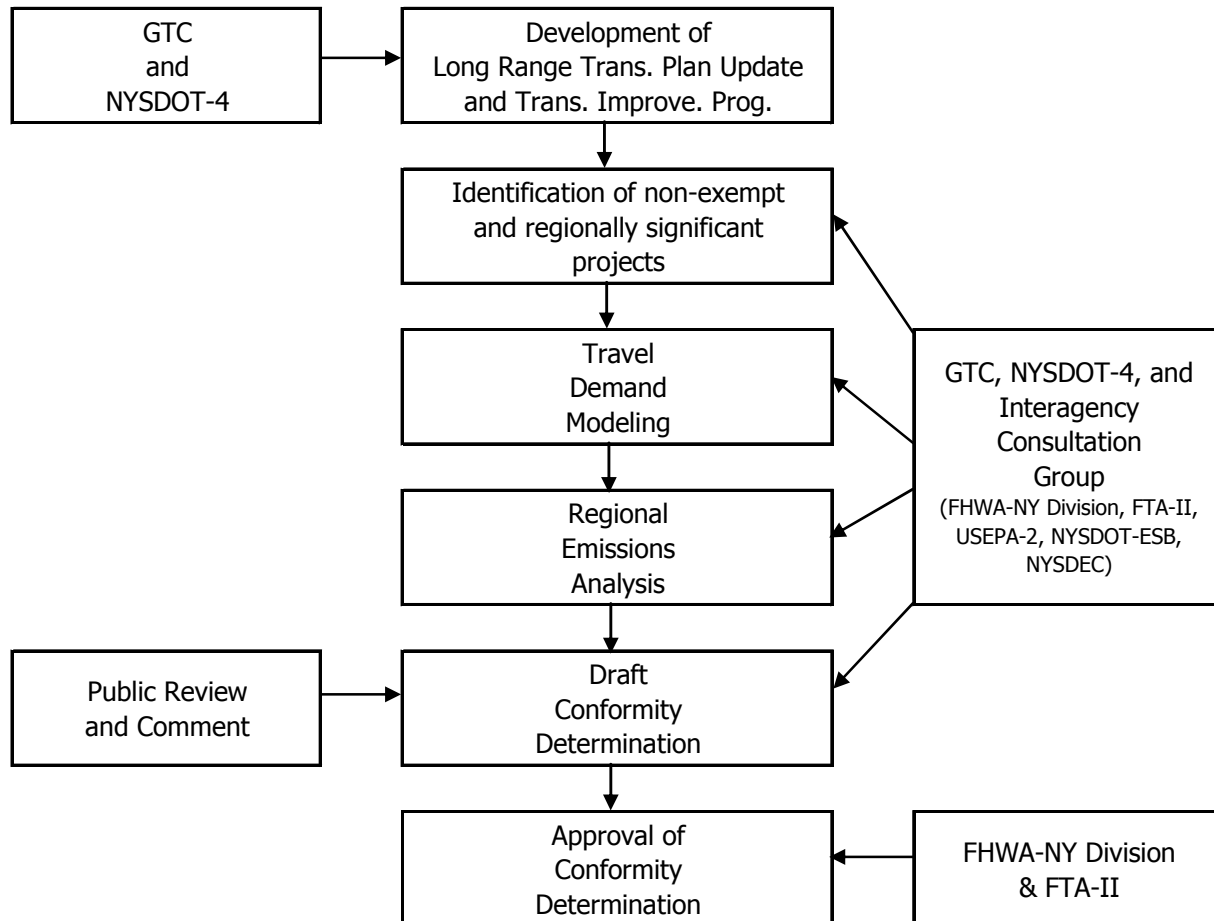 GTC
and
NYSDOT-4
Development of
Long Range Trans. Plan Update
and Trans. Improve. Prog.
Identification of non-exempt
and regionally significant
projects
Travel
Demand
Modeling
GTC, NYSDOT-4, and
Interagency
Consultation
Group
(FHWA-NY Division, FTA-II,
USEPA-2, NYSDOT-ESB,
NYSDEC)
Regional
Emissions
Analysis
Public Review
and Comment
Draft
Conformity
Determination
Approval of
Conformity
Determination
FHWA-NY Division
& FTA-II